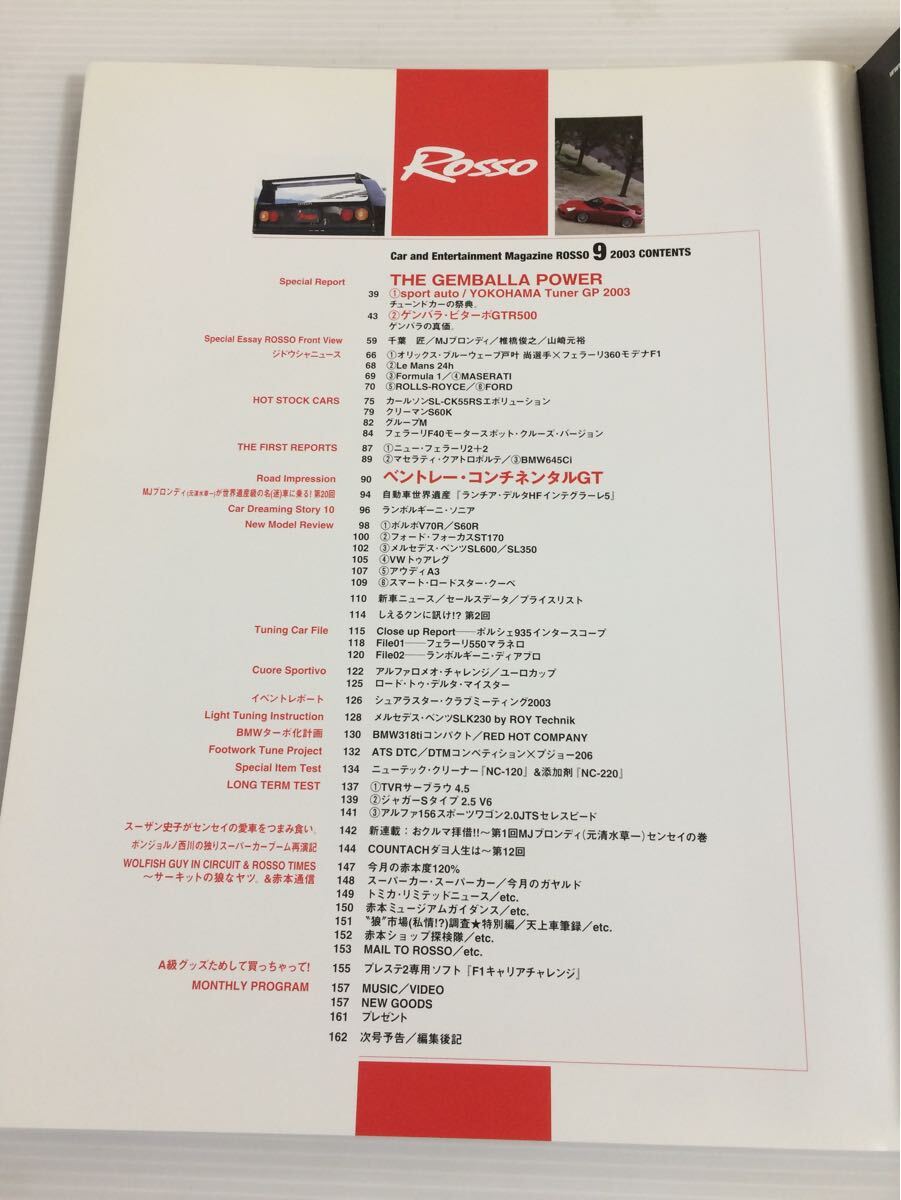 Rosso
Car and Entertainment Magazine ROSSO 9 2003 CONTENTS
Special Report THE GEMBALLA POWER
39 ①sport auto / YOKOHAMA Tuner GP 2003
チューンドカーの祭典。
43 ②ゲンバラ・ビターボGTR500
ゲンバラの真価。
Special Essay ROSSO Front View 59 千葉 匠／MJブロンディ／椎橋俊之／山崎元裕
ジドウシャニュース 66 ①オリックス・ブルーウェーブ戸叶 尚選手×フェラーリ360モデナF1
68 ②Le Mans 24h
69 ③Formula 1／④MASERATI
70 ⑤ROLLS-ROYCE／⑥FORD
HOT STOCK CARS 75 カールソンSL-CK55RSエボリューション
79 クリーマンS60K
82 グループM
84 フェラーリF40モータースポット・クルーズ・バージョン
THE FIRST REPORTS 87 ①ニュー・フェラーリ2＋2
89 ②マセラティ・クアトロポルテ／③BMW645Ci
Road Impression 90 ベントレー・コンチネンタルGT
MJブロンディ(元清水草一)が世界遺産級の名(迷)車に乗る! 第20回 94 自動車世界遺産『ランチア・デルタHFインテグラーレ5』
Car Dreaming Story 10 96 ランボルギーニ・ソニア
New Model Review 98 ①ボルボV70R／S60R
100 ②フォード・フォーカスST170
102 ③メルセデス・ベンツSL600／SL350
105 ④VWトゥアレグ
107 ⑤アウディA3
109 ⑥スマート・ロードスター・クーペ
110 新車ニュース／セールスデータ／プライスリスト
114 しえるクンに訊け!? 第2回
Tuning Car File 115 Close up Report──ポルシェ935インタースコープ
118 File01──フェラーリ550マラネロ
120 File02──ランボルギーニ・ディアブロ
Cuore Sportivo 122 アルファロメオ・チャレンジ／ユーロカップ
125 ロード・トゥ・デルタ・マイスター
イベントレポート 126 シュアラスター・クラブミーティング2003
Light Tuning Instruction 128 メルセデス・ベンツSLK230 by ROY Technik
BMWターボ化計画 130 BMW318tiコンパクト／RED HOT COMPANY
Footwork Tune Project 132 ATS DTC／DTMコンペティション×プジョー206
Special Item Test 134 ニューテック・クリーナー『NC-120』&添加剤『NC-220』
LONG TERM TEST 137 ①TVRサーブラウ 4.5
139 ②ジャガーSタイプ 2.5 V6
141 ③アルファ156スポーツワゴン2.0JTSセレスピード
スーザン史子がセンセイの愛車をつまみ食い。 142 新連載：おクルマ拝借!!〜第1回MJブロンディ(元清水草一)センセイの巻
ボンジョルノ西川の独りスーパーカーブーム再演記 144 COUNTACHダヨ人生は〜第12回
WOLFISH GUY IN CIRCUIT & ROSSO TIMES 147 今月の赤本度120%
〜サーキットの狼なヤツ。&赤本通信 148 スーパーカー・スーパーカー／今月のガヤルド
149 トミカ・リミテッドニュース／etc.
150 赤本ミュージアムガイダンス／etc.
151 〝狼〟市場(私情!?)調査★特別編／天上車筆録／etc.
152 赤本ショップ探検隊／etc.
153 MAIL TO ROSSO／etc.
A級グッズためして買っちゃって! 155 プレステ2専用ソフト『F1キャリアチャレンジ』
MONTHLY PROGRAM 157 MUSIC／VIDEO
157 NEW GOODS
161 プレゼント
162 次号予告／編集後記